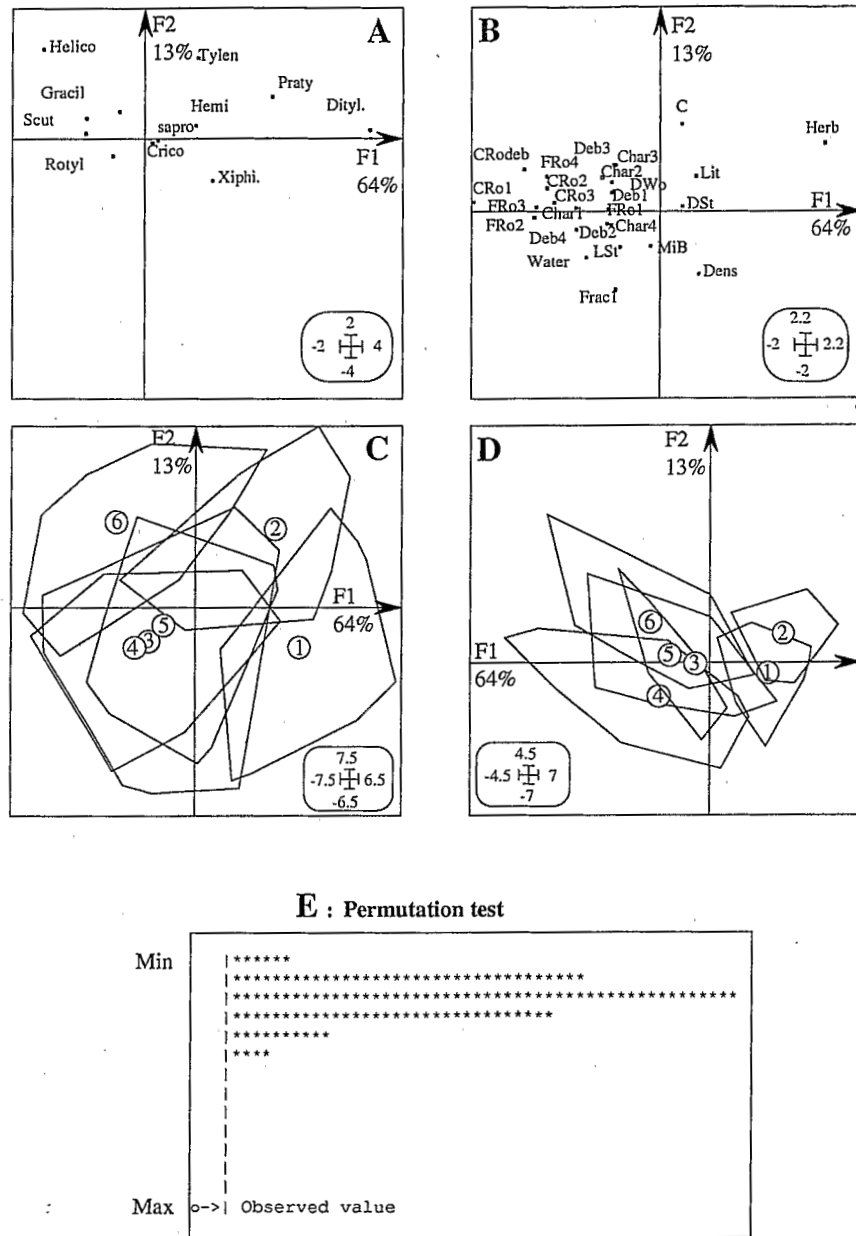 F2
A
13%
Tylen
Helico
Praty
Gracil
Hemi
Dityl.
Scut
sapro
Crico
F1
Rotyl
Xiphi.
64%
2
-2 4
-4
F2
B
13%
C
Herb
Deb3
CRodeb
FRo4
Char3
Char2
Lit
CRo2
DWo
CRo1
CRo3
Deb1
DSt
F1
FRo3
Char1
FRo1
FRo2
Deb2
Char4
64%
Deb4
MiB
Water
LSt
Dens
Frac1
2.2
-2 2.2
-2
F2
C
13%
6
2
F1
5
4 3
1
64%
7.5
-7.5 6.5
-6.5
F2
D
13%
6
2
F1
5
3
1
64%
4
4.5
-4.5 7
-7
E : Permutation test
Min |******
|************************************
|****************************************************
|*********************************
|**********
|****
|
|
|
|
|
|
|
Max o->| Observed value